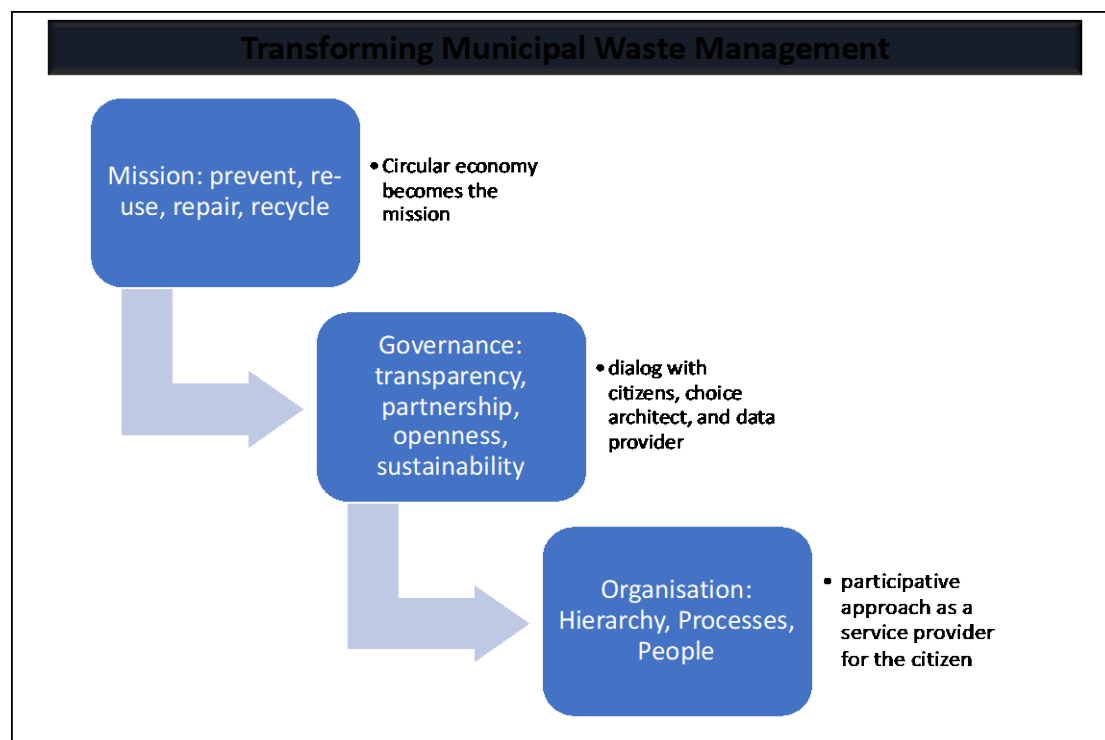 Transforming Municipal Waste Management
Mission: prevent, re-
use, repair, recycle
• Circular economy
becomes the
mission
Governance:
transparency,
partnership,
openness,
sustainability
• dialog with
citizens, choice
architect, and data
provider
Organisation:
Hierarchy, Processes,
People
• participative
approach as a
service provider
for the citizen